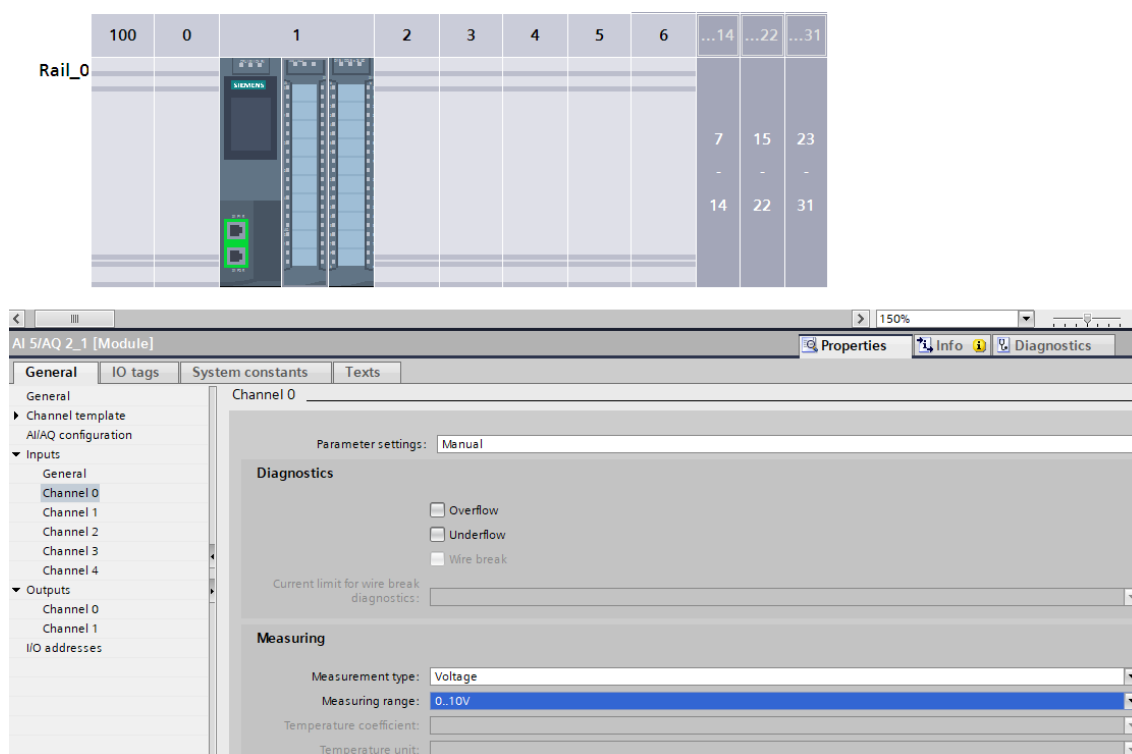 100 0 1 2 3 4 5 6 ...14 ...22 ...31
Rail_0
SIEMENS
7 15 23
- - -
14 22 31
150%
AI 5/AQ 2_1 [Module]
Properties Info Diagnostics
General IO tags System constants Texts
General
Channel template
AI/AQ configuration
Inputs
General
Channel 0
Channel 1
Channel 2
Channel 3
Channel 4
Outputs
Channel 0
Channel 1
I/O addresses
Channel 0
Parameter settings: Manual
Diagnostics
Overflow
Underflow
Wire break
Current limit for wire break
diagnostics:
Measuring
Measurement type: Voltage
Measuring range: 0..10V
Temperature coefficient:
Temperature unit: